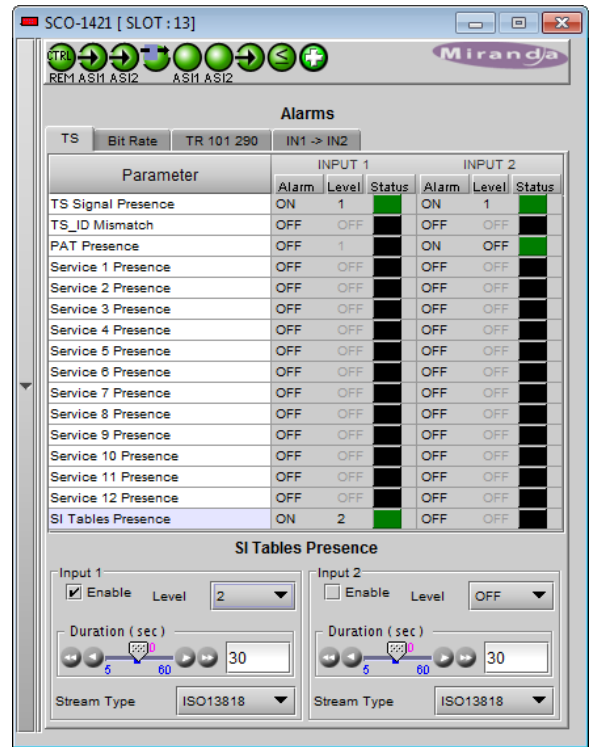 SCO-1421 [ SLOT : 13]
CTRL
REM ASI1 ASI2 ASI1 ASI2
Miranda
Alarms
TS Bit Rate TR 101 290 IN1 -> IN2
Parameter INPUT 1 INPUT 2
Alarm Level Status Alarm Level Status
TS Signal Presence ON 1 ON 1
TS_ID Mismatch OFF OFF OFF OFF
PAT Presence OFF 1 ON OFF
Service 1 Presence OFF OFF OFF OFF
Service 2 Presence OFF OFF OFF OFF
Service 3 Presence OFF OFF OFF OFF
Service 4 Presence OFF OFF OFF OFF
Service 5 Presence OFF OFF OFF OFF
Service 6 Presence OFF OFF OFF OFF
Service 7 Presence OFF OFF OFF OFF
Service 8 Presence OFF OFF OFF OFF
Service 9 Presence OFF OFF OFF OFF
Service 10 Presence OFF OFF OFF OFF
Service 11 Presence OFF OFF OFF OFF
Service 12 Presence OFF OFF OFF OFF
SI Tables Presence ON 2 OFF OFF
SI Tables Presence
Input 1
Enable Level 2
Duration ( sec )
5 60 30
Stream Type ISO13818
Input 2
Enable Level OFF
Duration ( sec )
5 60 30
Stream Type ISO13818